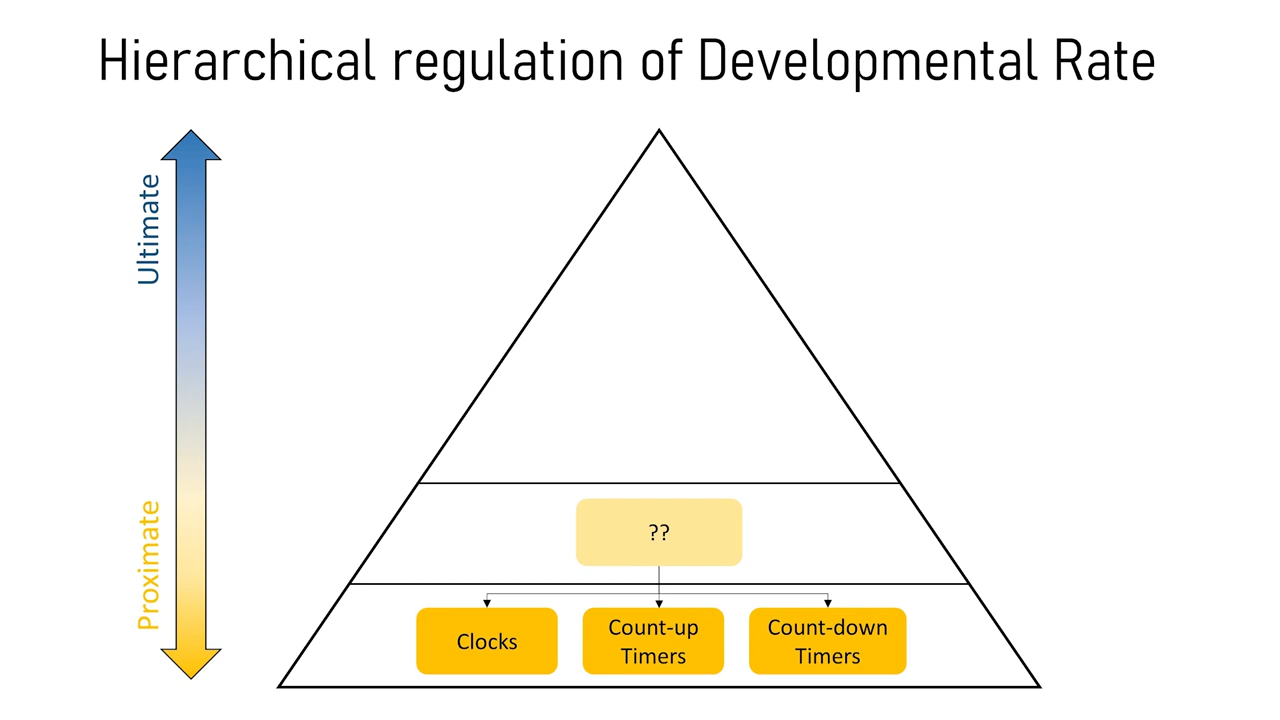 Hierarchical regulation of Developmental Rate
Ultimate
Proximate
??
Clocks
Count-up
Timers
Count-down
Timers